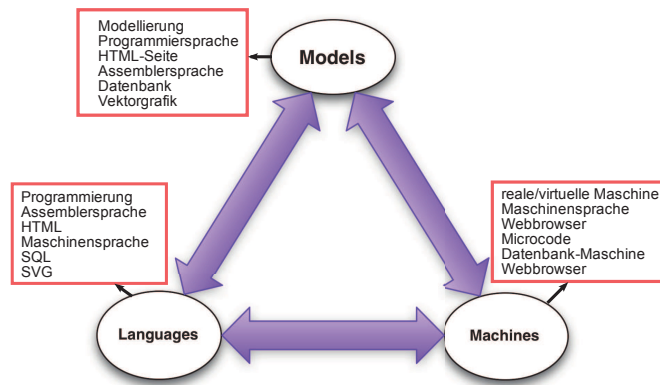 Modellierung
Programmiersprache
HTML-Seite
Assemblersprache
Datenbank
Vektorgrafik
Models
Programmierung
Assemblersprache
HTML
Maschinensprache
SQL
SVG
reale/virtuelle Maschine
Maschinensprache
Webbrowser
Microcode
Datenbank-Maschine
Webbrowser
Languages
Machines